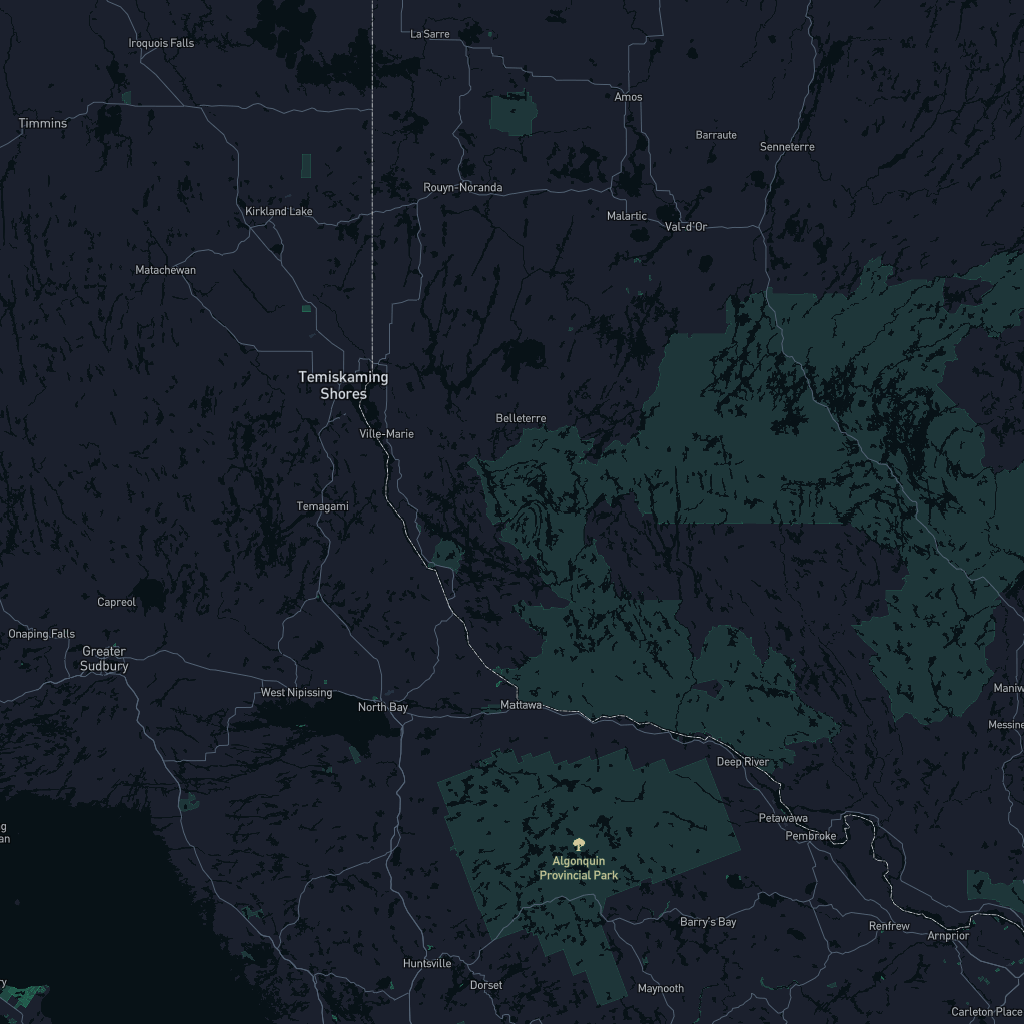 La Sarre
Iroquois Falls
Amos
Timmins
Barraute
Senneterre
Rouyn-Noranda
Kirkland Lake
Malartic
Val-d'Or
Matachewan
Temiskaming
Shores
Belleterre
Ville-Marie
Temagami
Capreol
Onaping Falls
Greater
Sudbury
West Nipissing
Maniw
North Bay
Mattawa
Messine
Deep River
Petawawa
Pembroke
g
an
Algonquin
Provincial Park
Barry's Bay
Renfrew
Arnprior
Huntsville
Dorset
ry
Maynooth
Carleton Place